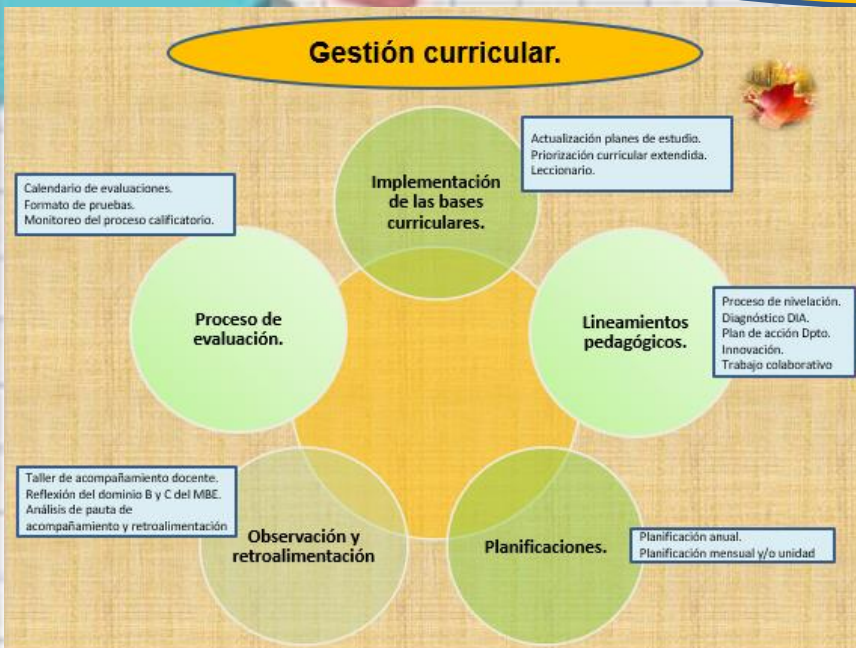 Gestión curricular.
Implementación
de las bases
curriculares.
Actualización planes de estudio.
Priorización curricular extendida.
Leccionario.
Lineamientos
pedagógicos.
Proceso de nivelación.
Diagnóstico DIA.
Plan de acción Dpto.
Innovación.
Trabajo colaborativo
Planificaciones.
Planificación anual.
Planificación mensual y/o unidad
Observación y
retroalimentación
Taller de acompañamiento docente.
Reflexión del dominio B y C del MBE.
Análisis de pauta de
acompañamiento y retroalimentación
Proceso de
evaluación.
Calendario de evaluaciones.
Formato de pruebas.
Monitoreo del proceso calificatorio.